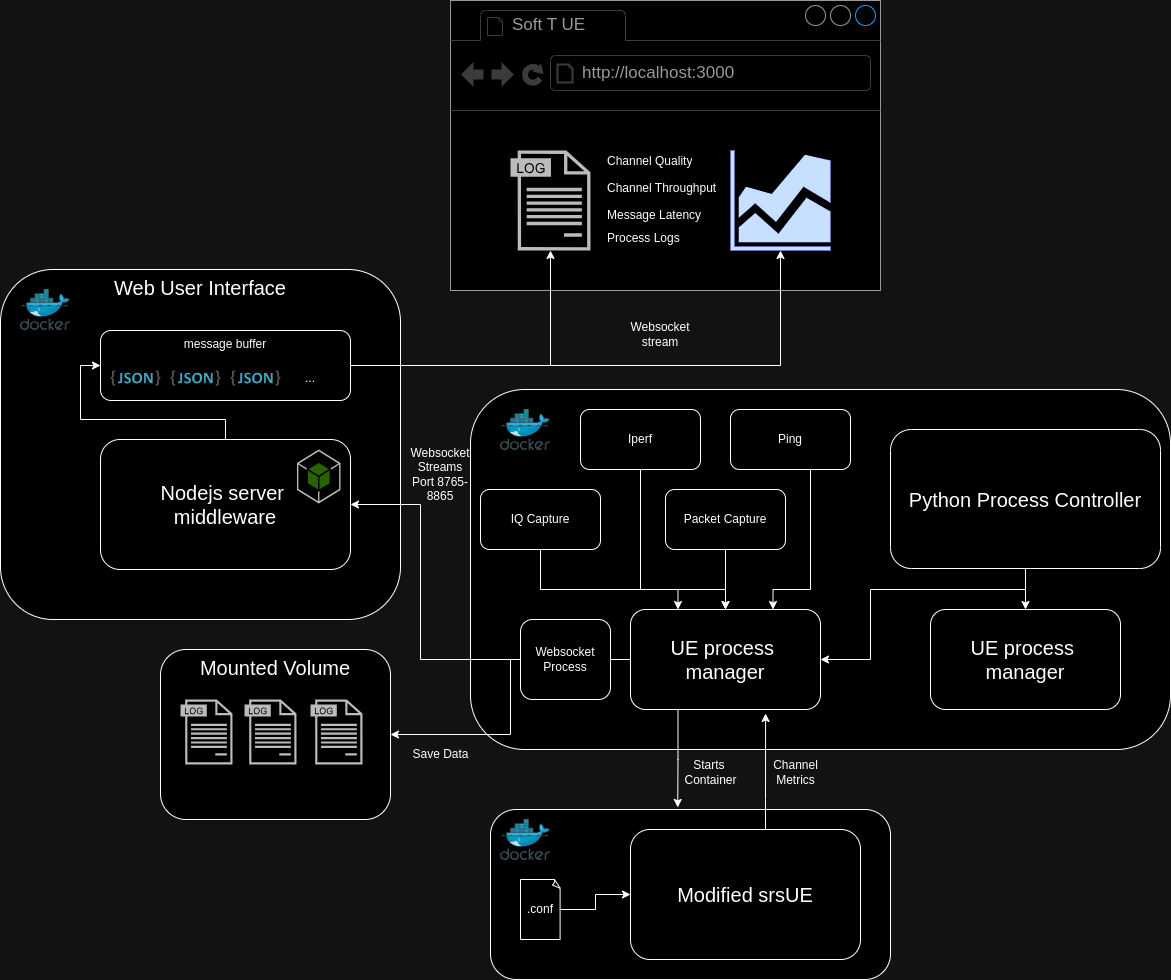 Soft T UE
http://localhost:3000
LOG
Channel Quality
Channel Throughput
Message Latency
Process Logs
Web User Interface
docker
message buffer
{JSON} {JSON} {JSON} ...
Websocket
stream
Nodejs server
middleware
Websocket
Streams
Port 8765-
8865
docker
Iperf
Ping
IQ Capture
Packet Capture
Python Process Controller
Websocket
Process
UE process
manager
UE process
manager
Mounted Volume
LOG LOG LOG
Save Data
Starts
Container
Channel
Metrics
docker
.conf
Modified srsUE